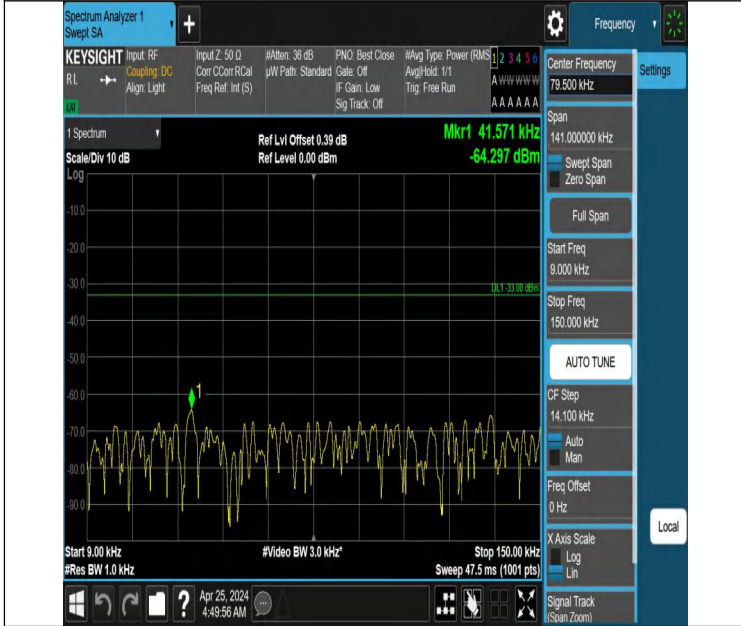 Spectrum Analyzer 1
Swept SA
+
Frequency
KEYSIGHT
RL
Input: RF
Coupling: DC
Align: Light
Input Z: 50 Ω
Corr CCorr RCal
Freq Ref: Int (S)
#Atten: 36 dB
µW Path: Standard
PNO: Best Close
Gate: Off
IF Gain: Low
Sig Track: Off
#Avg Type: Power (RMS
Avg|Hold: 1/1
Trig: Free Run
1 2 3 4 5 6
A W W W W W
A A A A A A
1 Spectrum
Scale/Div 10 dB
Ref Lvl Offset 0.39 dB
Ref Level 0.00 dBm
Mkr1 41.571 kHz
-64.297 dBm
Log
-10.0
-20.0
-30.0
DL1 -33.00 dBm
-40.0
-50.0
-60.0
1
-70.0
-80.0
-90.0
Start 9.00 kHz
#Video BW 3.0 kHz*
Stop 150.00 kHz
#Res BW 1.0 kHz
Sweep 47.5 ms (1001 pts)
?
Apr 25, 2024
4:49:56 AM
Center Frequency
79.500 kHz
Settings
Span
141.000000 kHz
Swept Span
Zero Span
Full Span
Start Freq
9.000 kHz
Stop Freq
150.000 kHz
AUTO TUNE
CF Step
14.100 kHz
Auto
Man
Freq Offset
0 Hz
Local
X Axis Scale
Log
Lin
Signal Track
(Span Zoom)